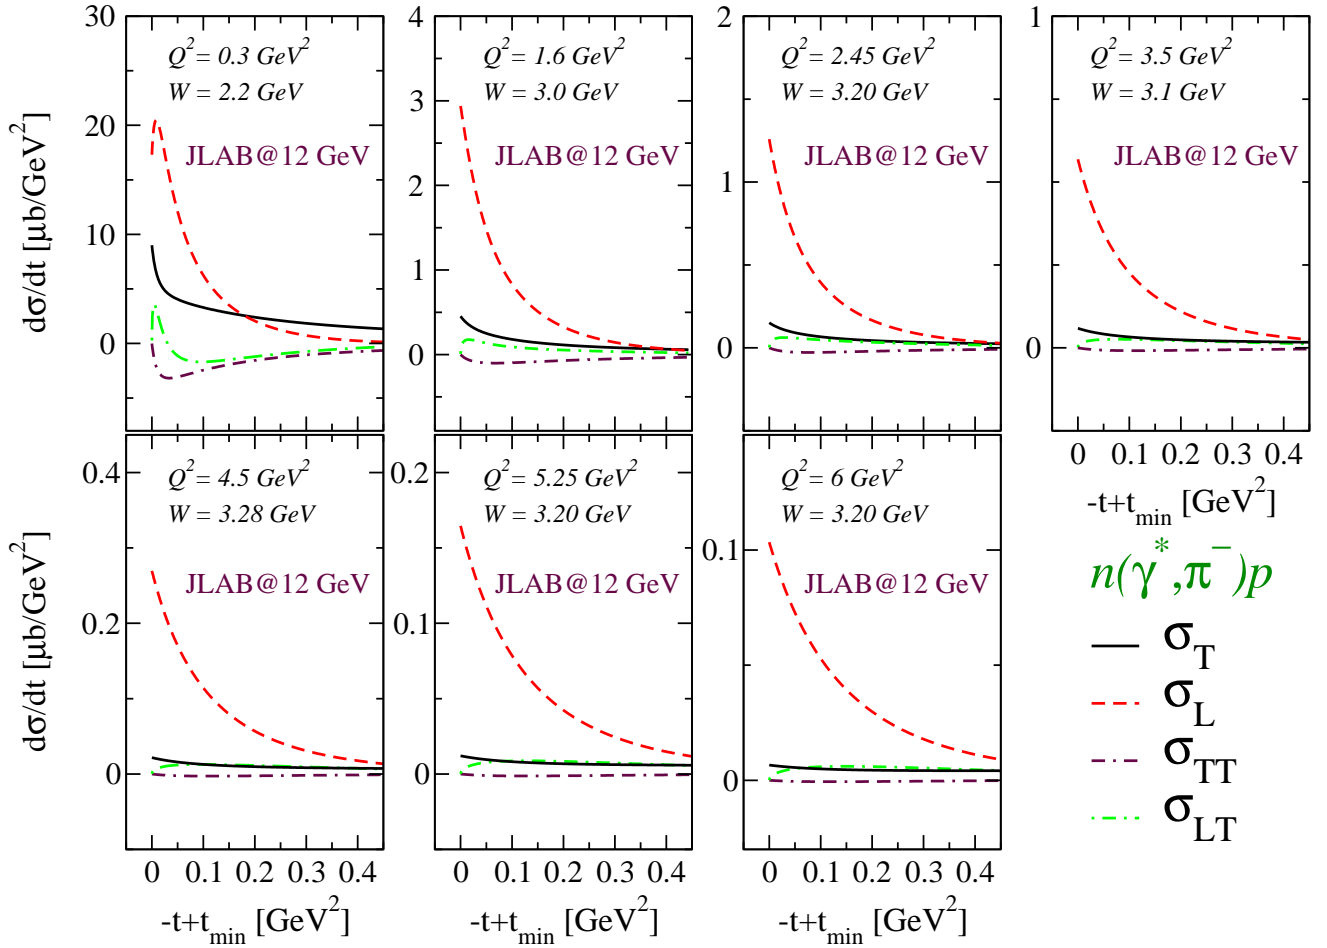 30
20
10
0
dσ/dt [μb/GeV²]
Q² = 0.3 GeV²
W = 2.2 GeV
JLAB@12 GeV
4
3
2
1
0
-1
Q² = 1.6 GeV²
W = 3.0 GeV
JLAB@12 GeV
2
1
0
Q² = 2.45 GeV²
W = 3.20 GeV
JLAB@12 GeV
1
0
Q² = 3.5 GeV²
W = 3.1 GeV
JLAB@12 GeV
0 0.1 0.2 0.3 0.4
-t+t_min [GeV²]
0.4
0.2
0
dσ/dt [μb/GeV²]
Q² = 4.5 GeV²
W = 3.28 GeV
JLAB@12 GeV
0 0.1 0.2 0.3 0.4
-t+t_min [GeV²]
0.2
0.1
0
Q² = 5.25 GeV²
W = 3.20 GeV
JLAB@12 GeV
0 0.1 0.2 0.3 0.4
-t+t_min [GeV²]
0.1
0
Q² = 6 GeV²
W = 3.20 GeV
JLAB@12 GeV
0 0.1 0.2 0.3 0.4
-t+t_min [GeV²]
n(γ*,π⁻)p
σ_T
σ_L
σ_TT
σ_LT